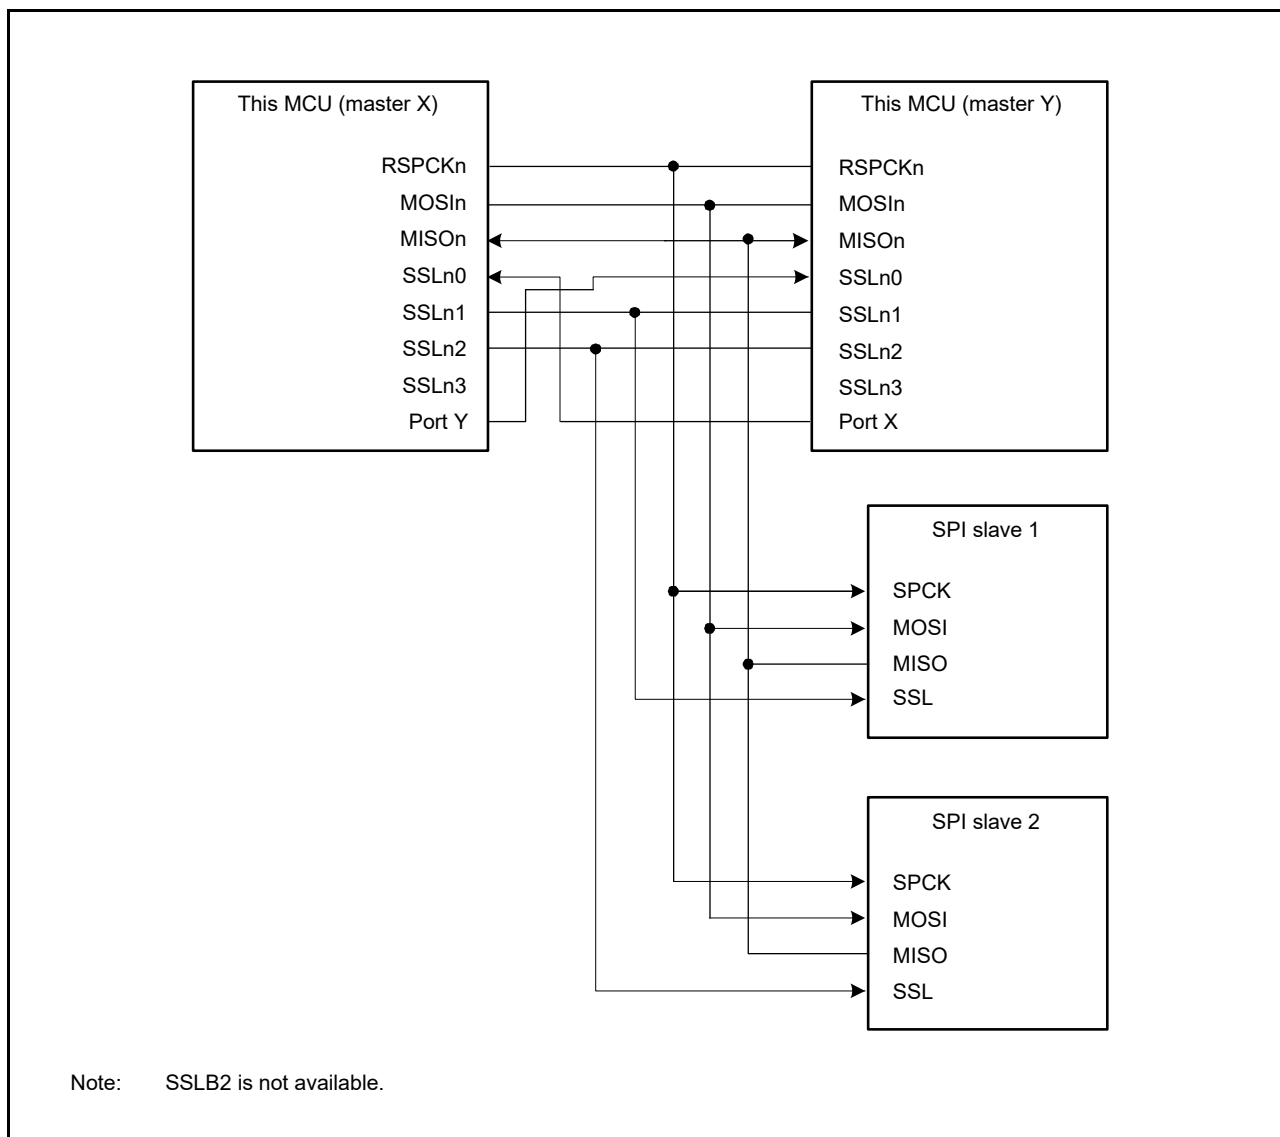 This MCU (master X)
RSPCKn
MOSIn
MISOn
SSLn0
SSLn1
SSLn2
SSLn3
Port Y
This MCU (master Y)
RSPCKn
MOSIn
MISOn
SSLn0
SSLn1
SSLn2
SSLn3
Port X
SPI slave 1
SPCK
MOSI
MISO
SSL
SPI slave 2
SPCK
MOSI
MISO
SSL
Note: SSLB2 is not available.